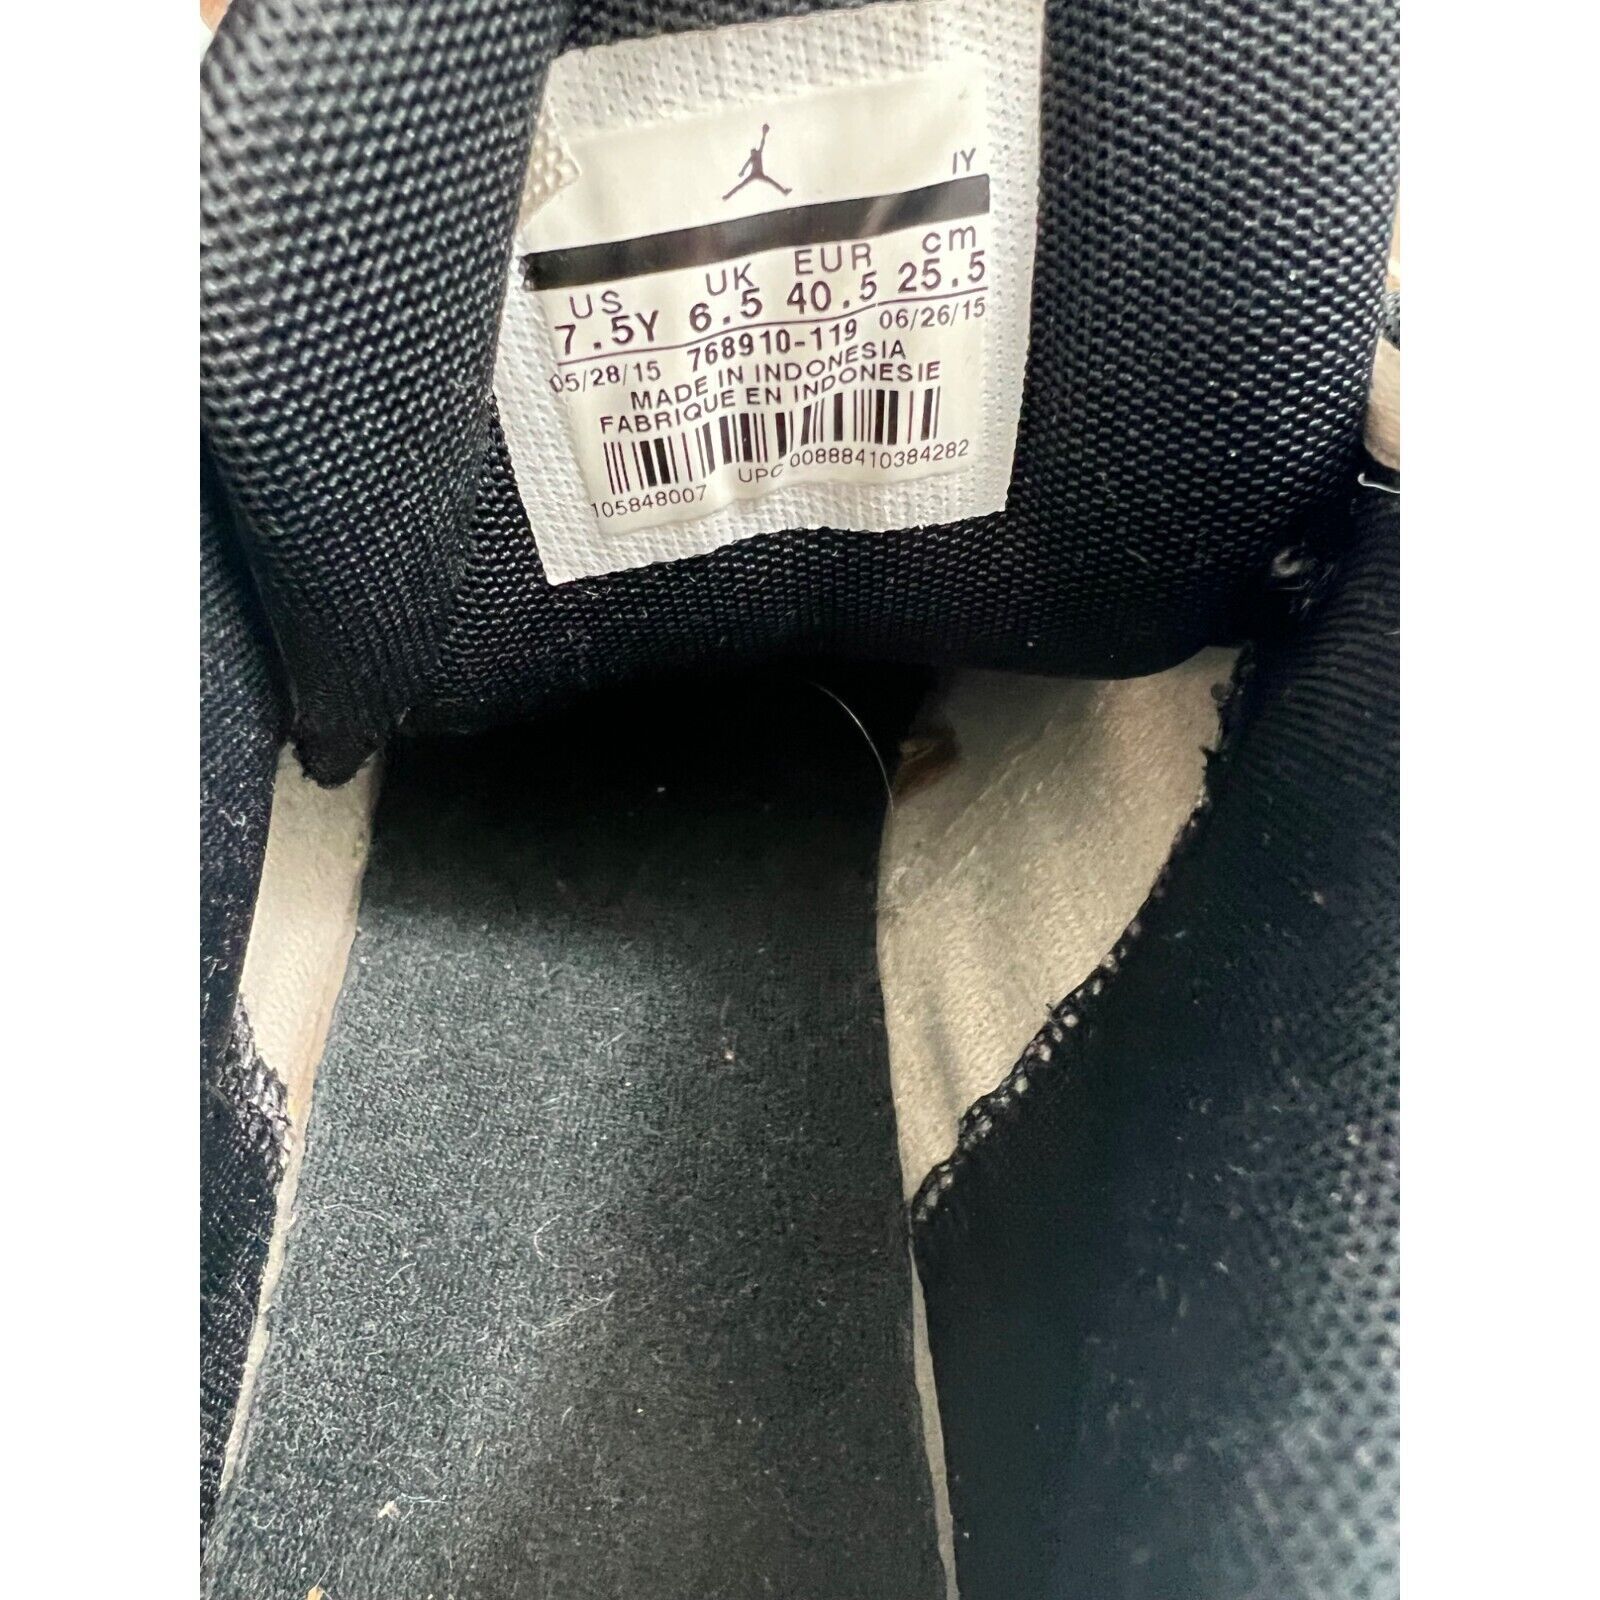 IY
US UK EUR cm
7.5Y 6.5 40.5 25.5
05/28/15 768910-119 06/26/15
MADE IN INDONESIA
FABRIQUE EN INDONESIE
105848007 UPC 00888410384282